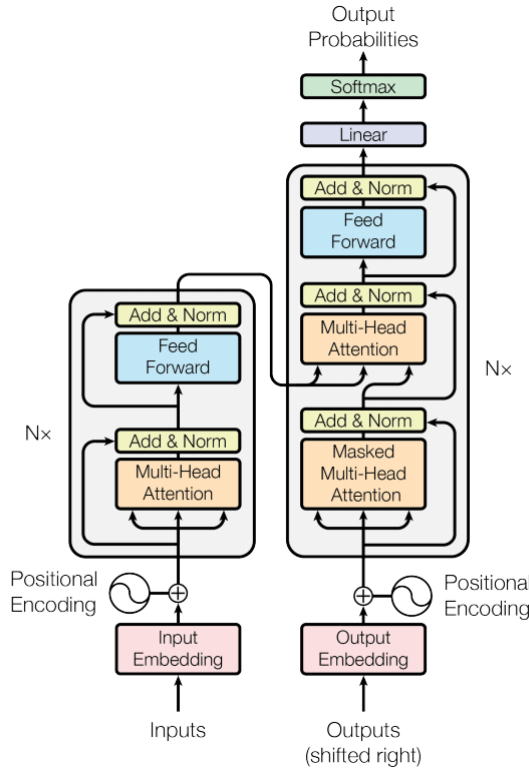 Output
Probabilities
Softmax
Linear
Add & Norm
Feed
Forward
Add & Norm
Multi-Head
Attention
Add & Norm
Masked
Multi-Head
Attention
N×
Add & Norm
Feed
Forward
Add & Norm
Multi-Head
Attention
N×
Positional
Encoding
Positional
Encoding
Input
Embedding
Output
Embedding
Inputs
Outputs
(shifted right)